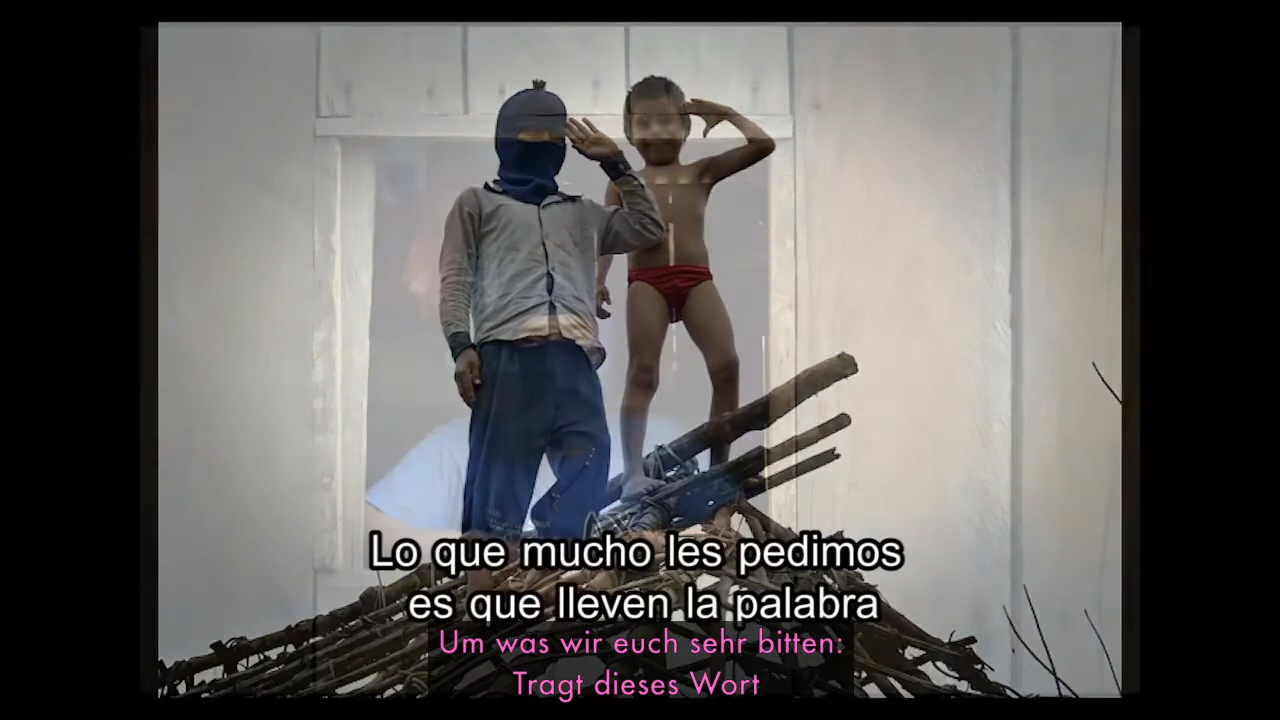 Lo que mucho les pedimos
es que lleven la palabra
Um was wir euch sehr bitten:
Tragt dieses Wort